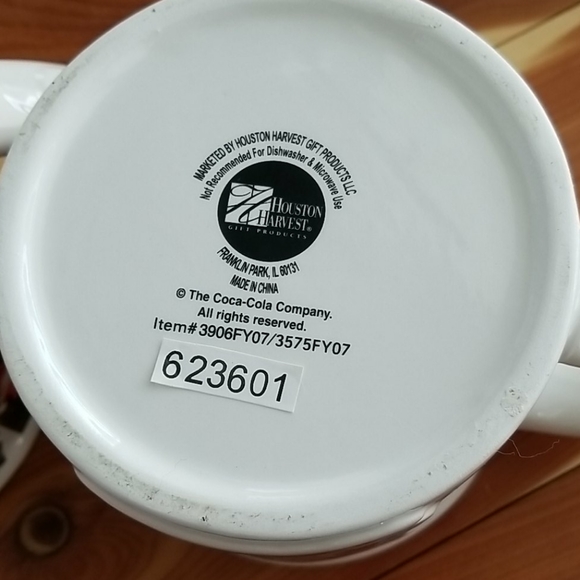 MARKETED BY HOUSTON HARVEST GIFT PRODUCTS LLC
Not Recommended For Dishwasher & Microwave Use
HOUSTON
HARVEST®
GIFT PRODUCTS
FRANKLIN PARK, IL 60131
MADE IN CHINA
© The Coca-Cola Company.
All rights reserved.
Item#3906FY07/3575FY07
623601